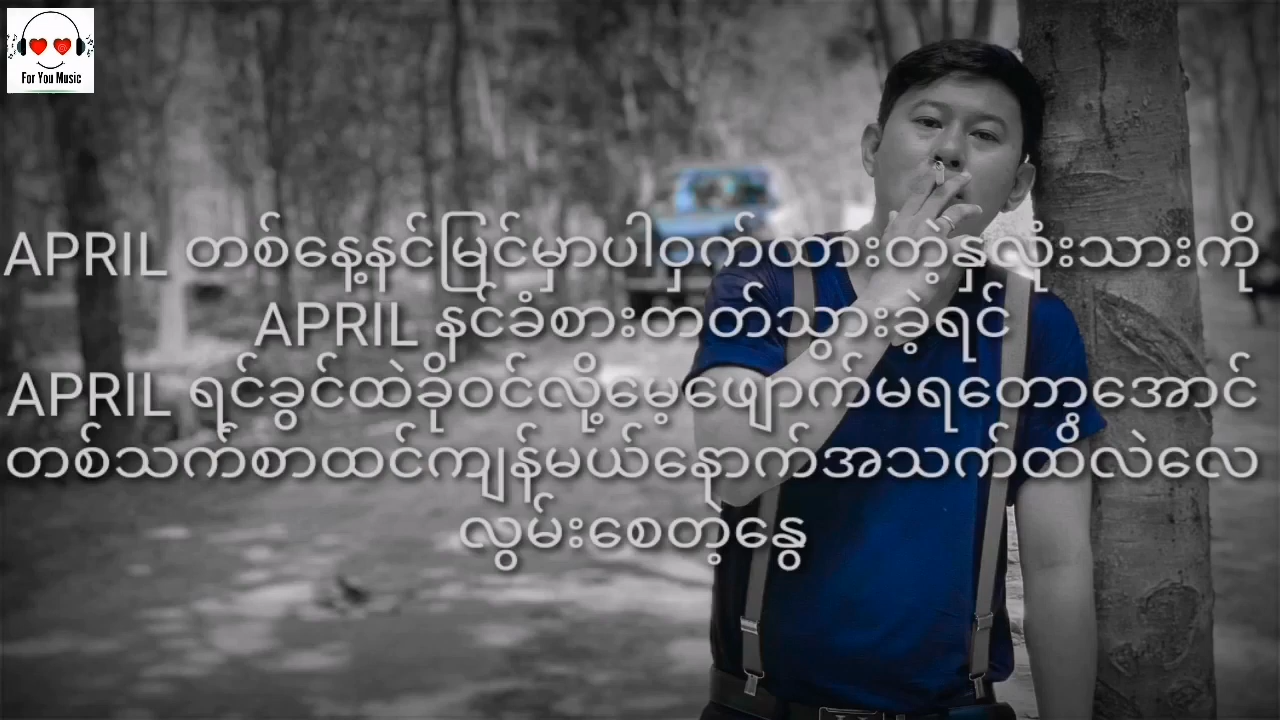 For You Music
APRIL တစ်နေ့နင်မြင်မှာပါဝှက်ထားတဲ့နှလုံးသားကို
APRIL နင်ခံစားတတ်သွားခဲ့ရင်
APRIL ရင်ခွင်ထဲခိုဝင်လို့မေ့ဖျောက်မရတော့အောင်
တစ်သက်စာထင်ကျန်မယ်နောက်အသက်ထိလဲလေ
လွမ်းစေတဲ့နွေ